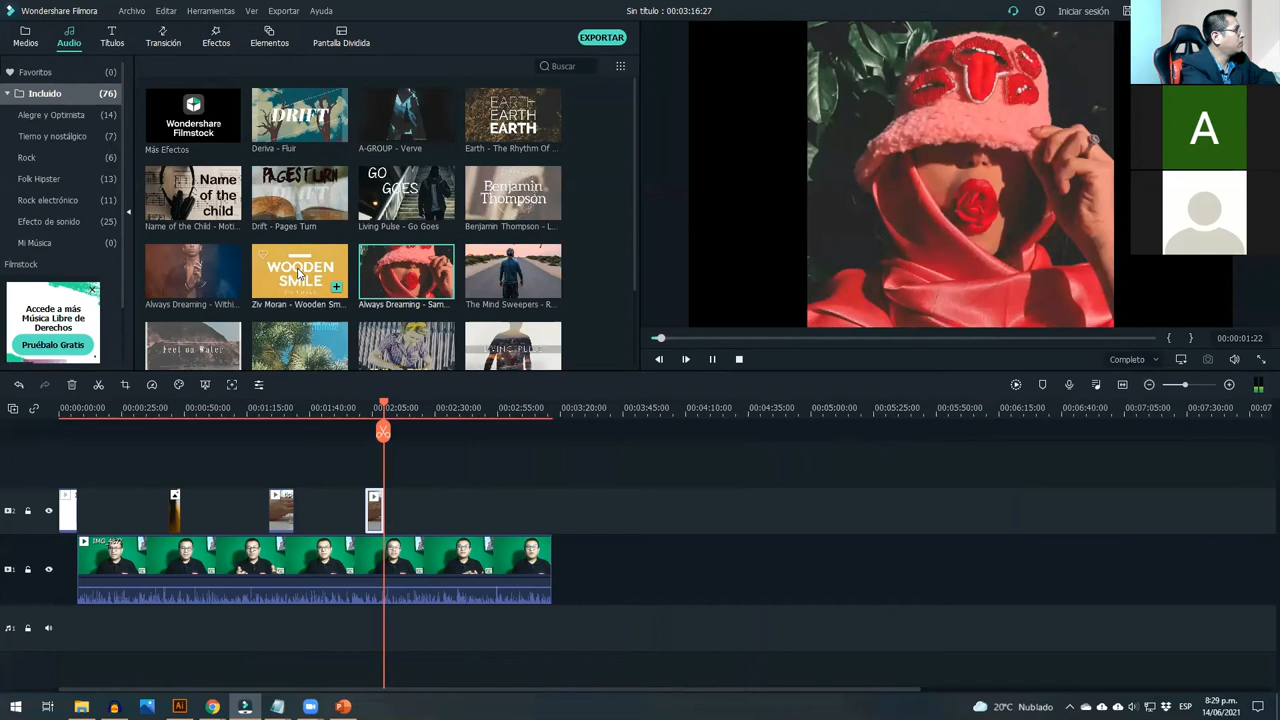 Wondershare Filmora Archivo Editar Herramientas Ver Exportar Ayuda Sin título : 00:03:16:27 Iniciar sesión
Medios Audio Títulos Transición Efectos Elementos Pantalla Dividida EXPORTAR
Favoritos (0)
Incluido (76)
Alegre y Optimista (14)
Tierno y nostálgico (7)
Rock (6)
Folk Hipster (13)
Rock electrónico (11)
Efecto de sonido (25)
Mi Música (0)
Filmstock
Accede a más
Música Libre de
Derechos
Pruébalo Gratis
Buscar
Wondershare
Filmstock
DRIFT
EARTH
EARTH
EARTH
Más Efectos Deriva - Fluir A-GROUP - Verve Earth - The Rhythm Of ...
Name
of the
child
PAGES TURN
GO
GOES
Benjamin
Thompson
Name of the Child - Moti... Drift - Pages Turn Living Pulse - Go Goes Benjamin Thompson - L...
WOODEN
SMILE
Always Dreaming - Withi... Ziv Moran - Wooden Sm... Always Dreaming - Sam... The Mind Sweepers - R...
Feel on Water
LIVING PULSE
A
{ } 00:00:01:22
Completo
00:00:00:00 00:00:25:00 00:00:50:00 00:01:15:00 00:01:40:00 00:02:05:00 00:02:30:00 00:02:55:00 00:03:20:00 00:03:45:00 00:04:10:00 00:04:35:00 00:05:00:00 00:05:25:00 00:05:50:00 00:06:15:00 00:06:40:00 00:07:05:00 00:07:30:00 00:07
2
1
1
20°C Nublado ESP 8:29 p.m.
14/06/2021